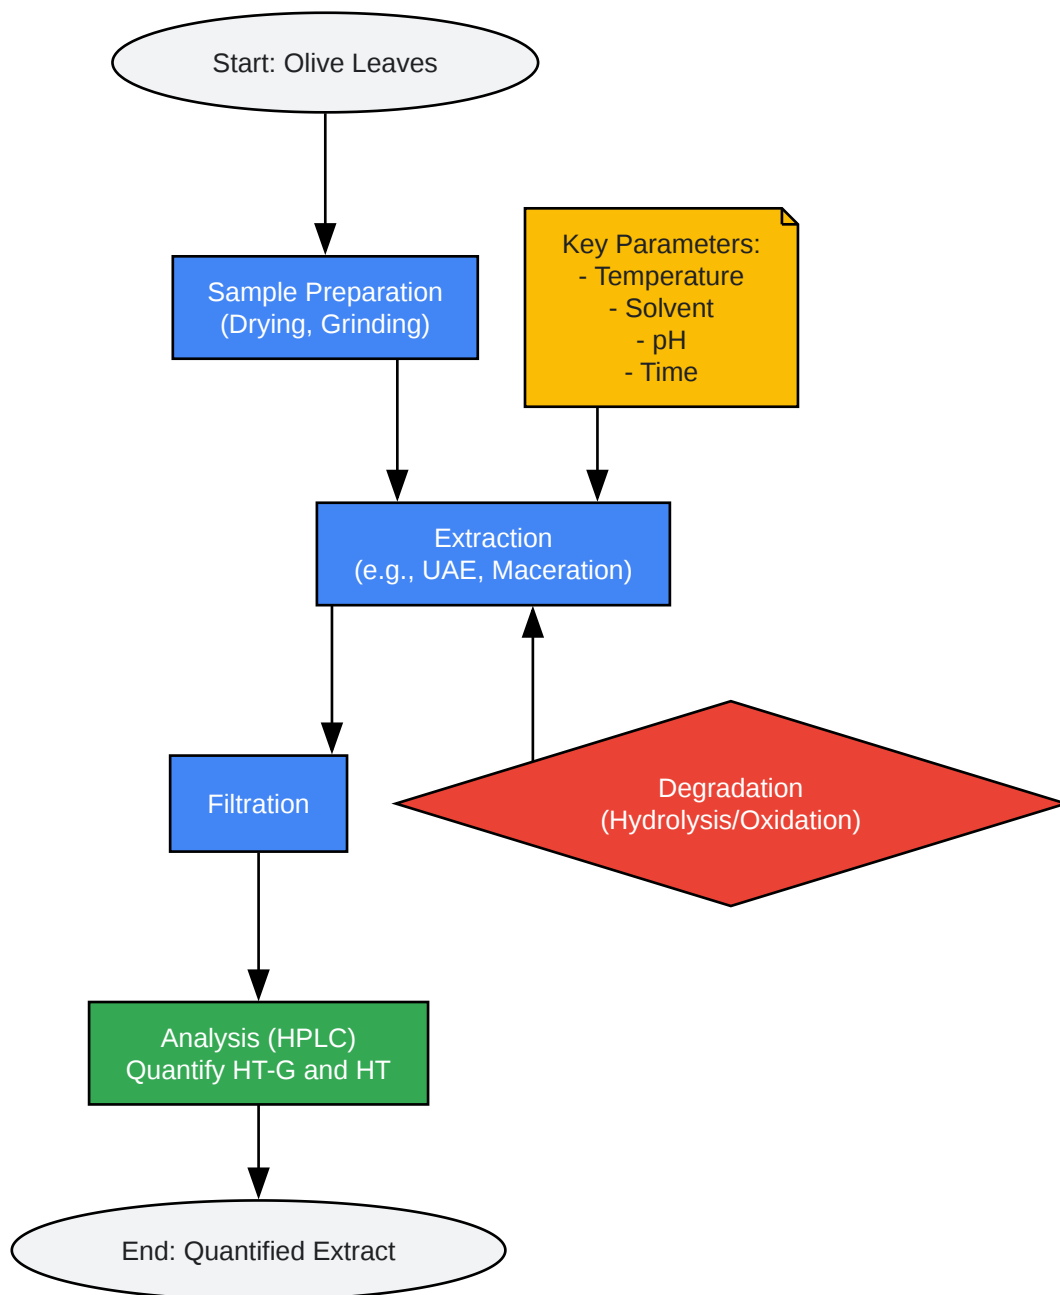 Start: Olive Leaves
Sample Preparation
(Drying, Grinding)
Key Parameters:
- Temperature
- Solvent
- pH
- Time
Extraction
(e.g., UAE, Maceration)
Filtration
Degradation
(Hydrolysis/Oxidation)
Analysis (HPLC)
Quantify HT-G and HT
End: Quantified Extract